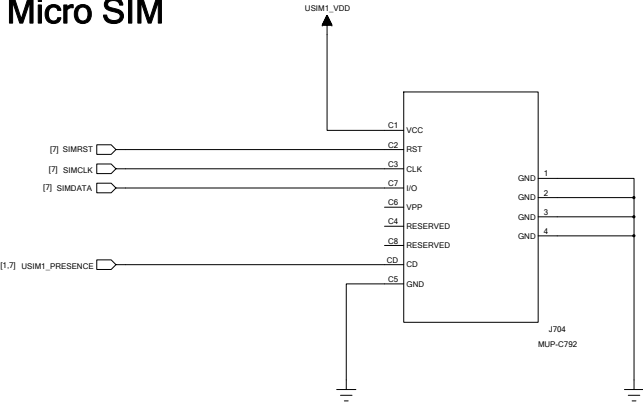 Micro SIM
USIM1_VDD
C1 VCC
[7] SIMRST C2 RST
[7] SIMCLK C3 CLK
[7] SIMDATA C7 I/O
C6 VPP
C4 RESERVED
C8 RESERVED
[1,7] USIM1_PRESENCE CD CD
C5 GND
GND 1
GND 2
GND 3
GND 4
J704
MUP-C792